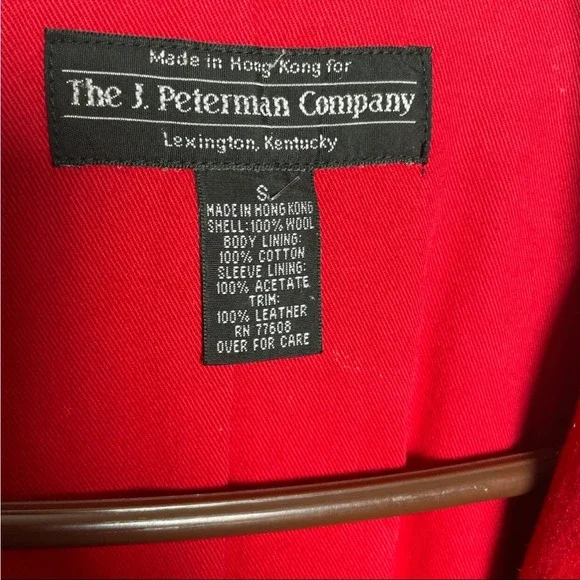 Made in Hong Kong for
The J. Peterman Company
Lexington, Kentucky
S
MADE IN HONG KONG
SHELL: 100% WOOL
BODY LINING:
100% COTTON
SLEEVE LINING:
100% ACETATE
TRIM:
100% LEATHER
RN 77608
OVER FOR CARE